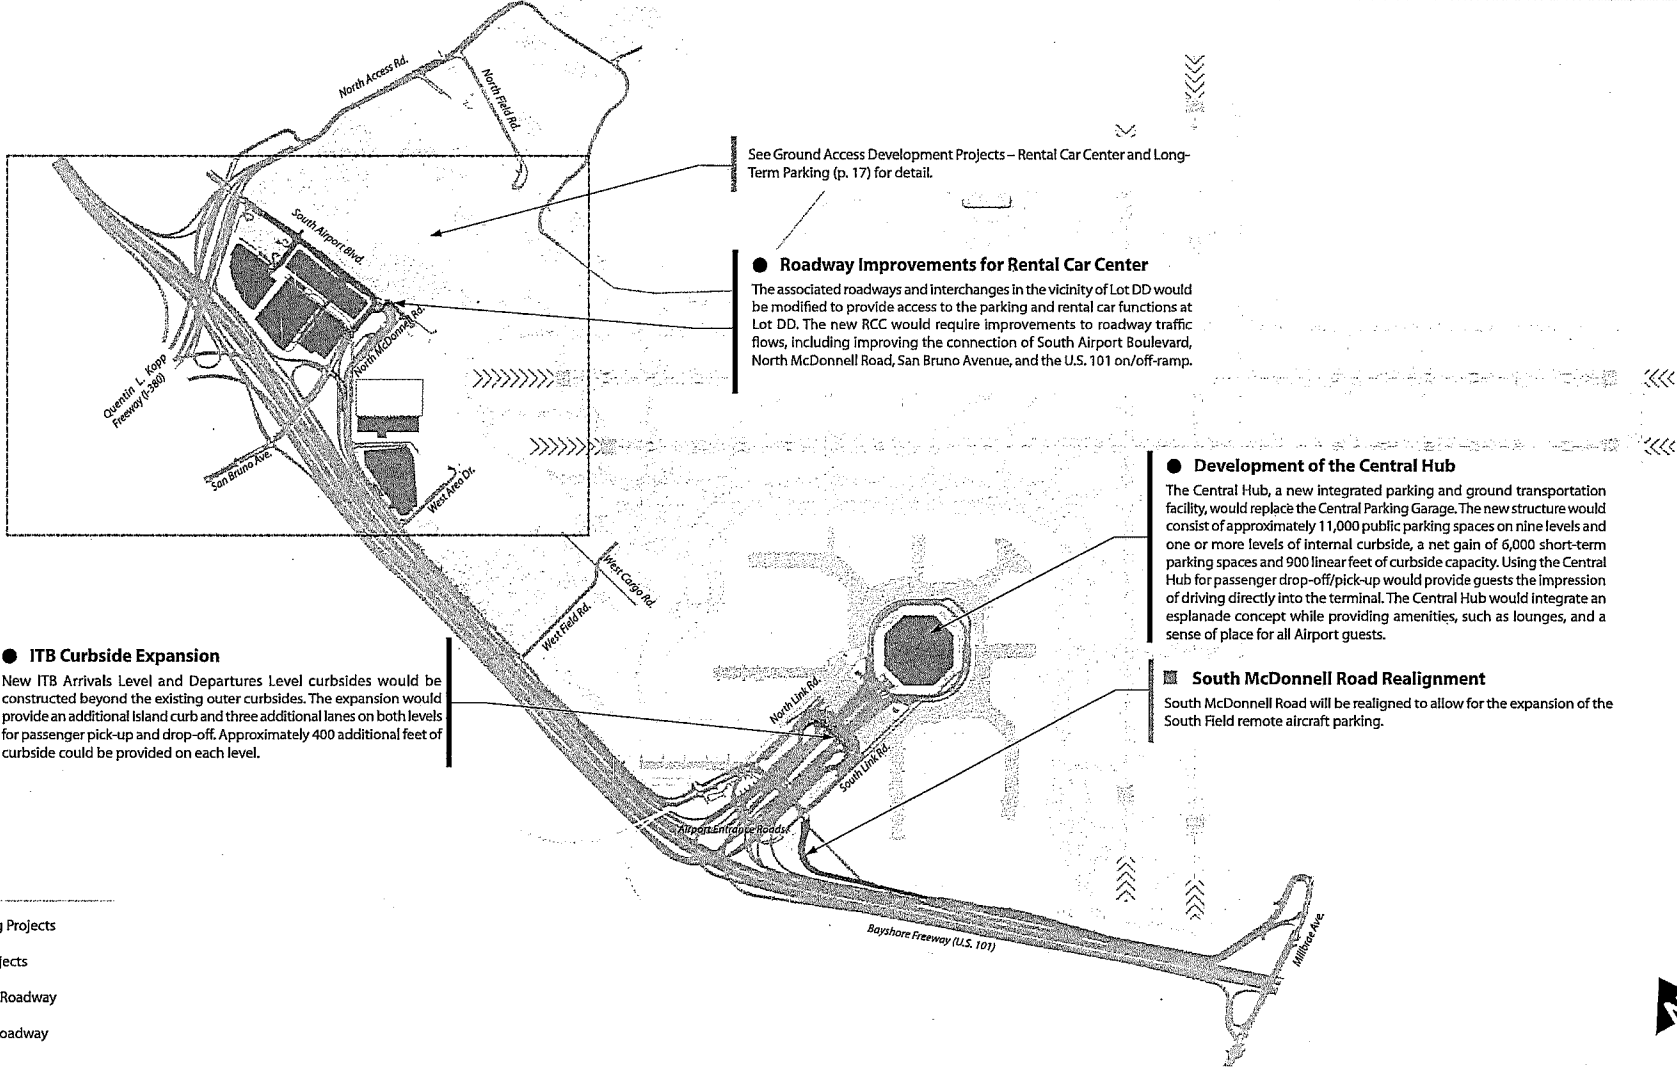 North Access Rd.
North Field Rd.
See Ground Access Development Projects – Rental Car Center and Long-
Term Parking (p. 17) for detail.
South Airport Blvd.
● Roadway Improvements for Rental Car Center
The associated roadways and interchanges in the vicinity of Lot DD would
be modified to provide access to the parking and rental car functions at
Lot DD. The new RCC would require improvements to roadway traffic
flows, including improving the connection of South Airport Boulevard,
North McDonnell Road, San Bruno Avenue, and the U.S. 101 on/off-ramp.
North McDonnell Rd.
Quentin L. Kopp
Freeway (I-380)
San Bruno Ave.
West Area Dr.
● Development of the Central Hub
The Central Hub, a new integrated parking and ground transportation
facility, would replace the Central Parking Garage. The new structure would
consist of approximately 11,000 public parking spaces on nine levels and
one or more levels of internal curbside, a net gain of 6,000 short-term
parking spaces and 900 linear feet of curbside capacity. Using the Central
Hub for passenger drop-off/pick-up would provide guests the impression
of driving directly into the terminal. The Central Hub would integrate an
esplanade concept while providing amenities, such as lounges, and a
sense of place for all Airport guests.
West Cargo Rd.
West Field Rd.
● ITB Curbside Expansion
New ITB Arrivals Level and Departures Level curbsides would be
constructed beyond the existing outer curbsides. The expansion would
provide an additional Island curb and three additional lanes on both levels
for passenger pick-up and drop-off. Approximately 400 additional feet of
curbside could be provided on each level.
South McDonnell Road Realignment
South McDonnell Road will be realigned to allow for the expansion of the
South Field remote aircraft parking.
North Link Rd.
South Link Rd.
Airport Entrance Roads
Bayshore Freeway (U.S. 101)
Millbrae Ave.
g Projects
jects
Roadway
oadway